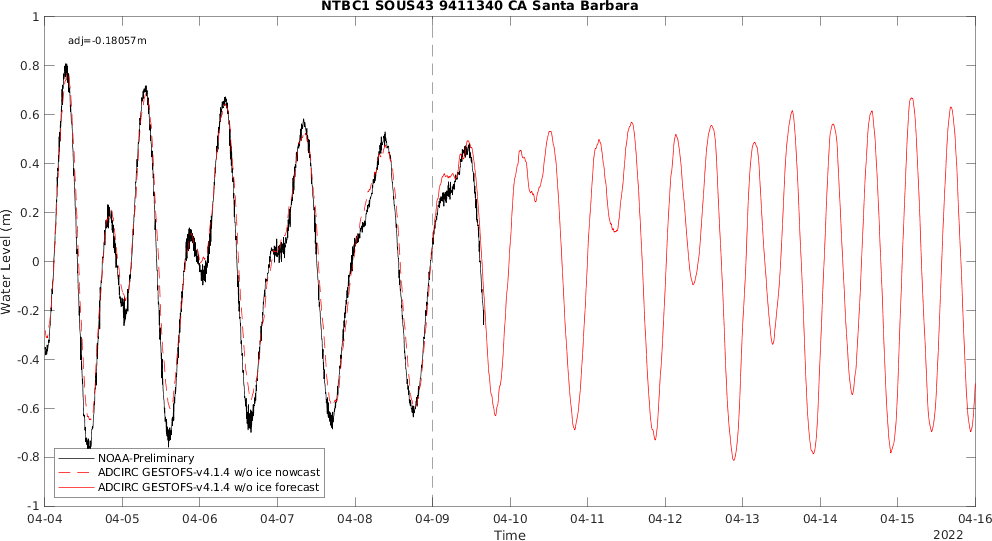 NTBC1 SOUS43 9411340 CA Santa Barbara
adj=-0.18057m
1
0.8
0.6
0.4
0.2
0
-0.2
-0.4
-0.6
-0.8
-1
Water Level (m)
NOAA-Preliminary
ADCIRC GESTOFS-v4.1.4 w/o ice nowcast
ADCIRC GESTOFS-v4.1.4 w/o ice forecast
04-04 04-05 04-06 04-07 04-08 04-09 04-10 04-11 04-12 04-13 04-14 04-15 04-16
Time
2022